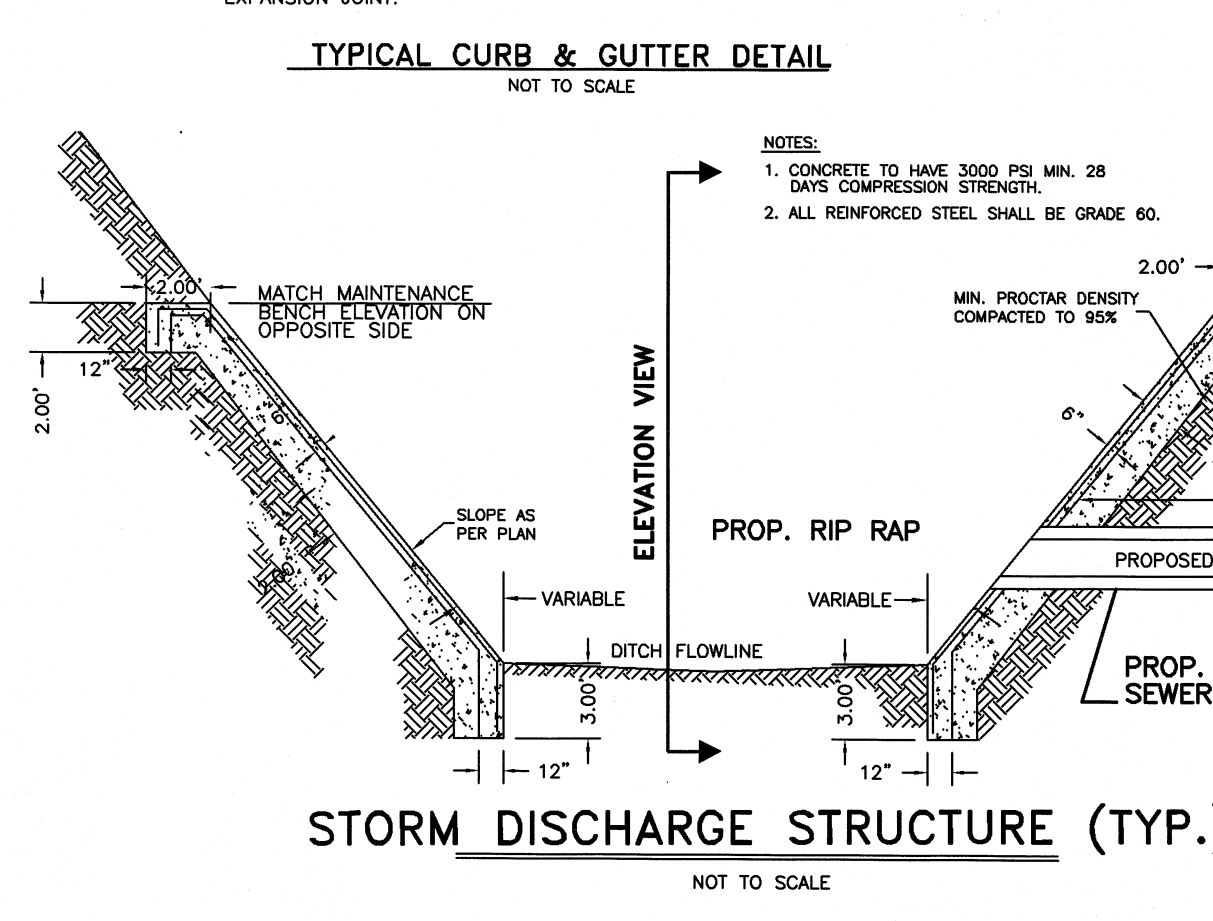 EXPANSION JOINT.
TYPICAL CURB & GUTTER DETAIL
NOT TO SCALE
NOTES:
1. CONCRETE TO HAVE 3000 PSI MIN. 28
DAYS COMPRESSION STRENGTH.
2. ALL REINFORCED STEEL SHALL BE GRADE 60.
2.00'
MATCH MAINTENANCE
BENCH ELEVATION ON
OPPOSITE SIDE
12"
2.00'
6"
2.00'
SLOPE AS
PER PLAN
ELEVATION VIEW
2.00'
MIN. PROCTAR DENSITY
COMPACTED TO 95%
6"
PROP. RIP RAP
PROPOSED
VARIABLE
VARIABLE
DITCH FLOWLINE
3.00'
3.00'
PROP.
SEWER
12"
12"
STORM DISCHARGE STRUCTURE (TYP.)
NOT TO SCALE